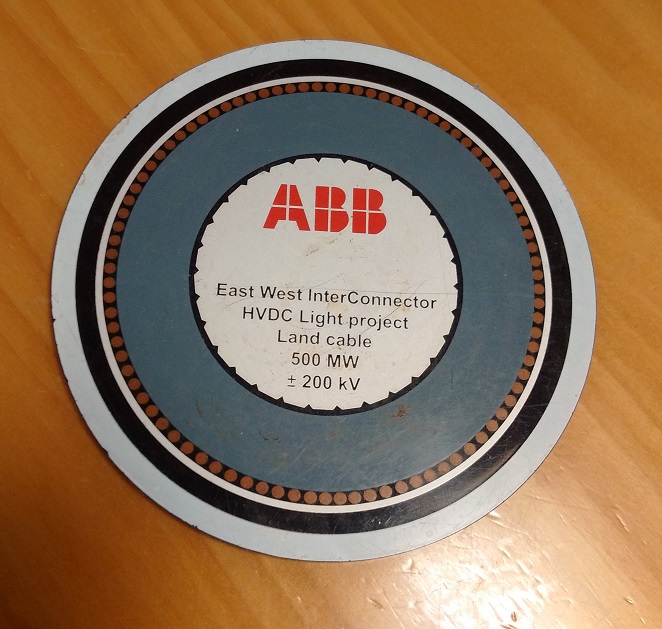 ABB
East West InterConnector
HVDC Light project
Land cable
500 MW
± 200 kV